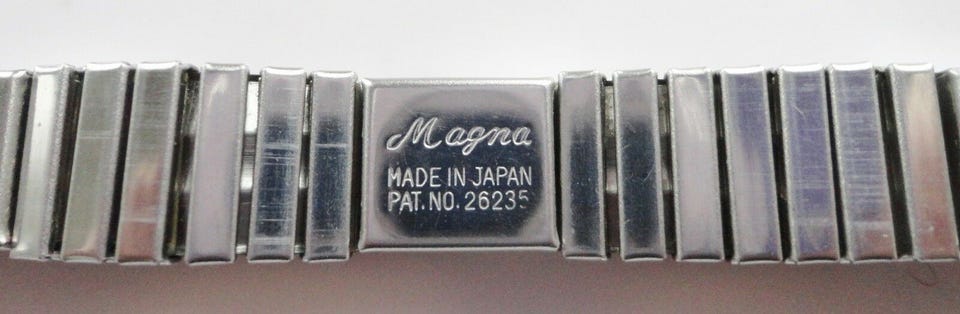 Magna
MADE IN JAPAN
PAT. NO. 26235